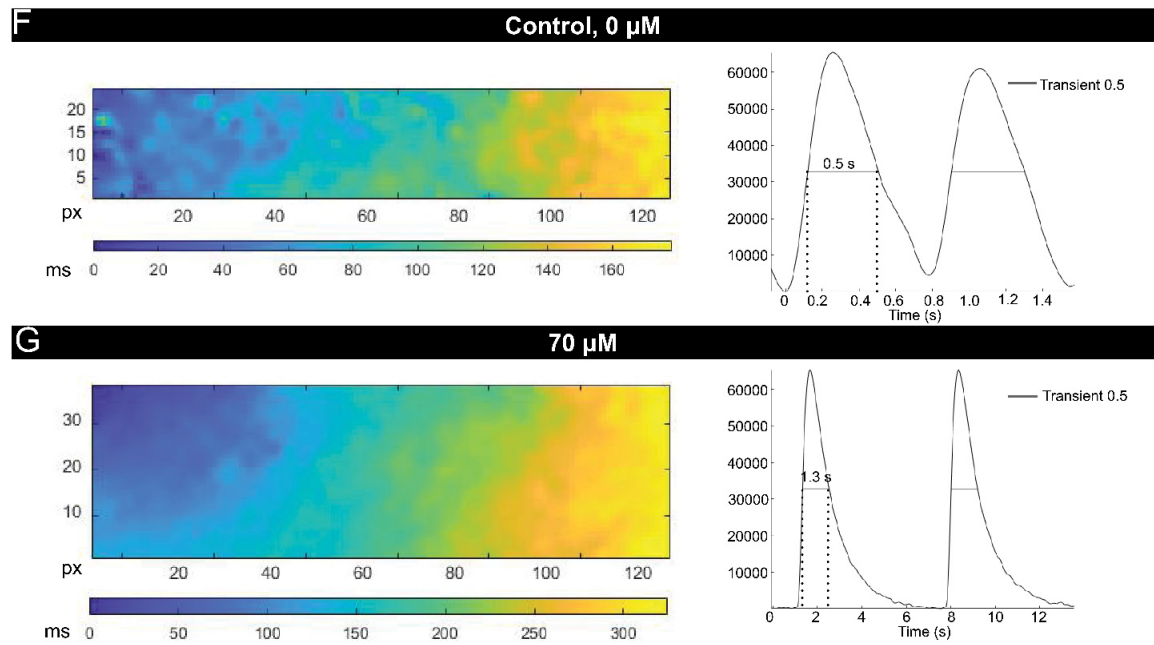 F
Control, 0 µM
20
15
10
5
px
20 40 60 80 100 120
ms
0 20 40 60 80 100 120 140 160
60000
50000
40000
30000
20000
10000
Transient 0.5
0.5 s
0 0.2 0.4 0.6 0.8 1.0 1.2 1.4
Time (s)
G
70 µM
30
20
10
px
20 40 60 80 100 120
ms
0 50 100 150 200 250 300
60000
50000
40000
30000
20000
10000
Transient 0.5
1.3 s
0 2 4 6 8 10 12
Time (s)